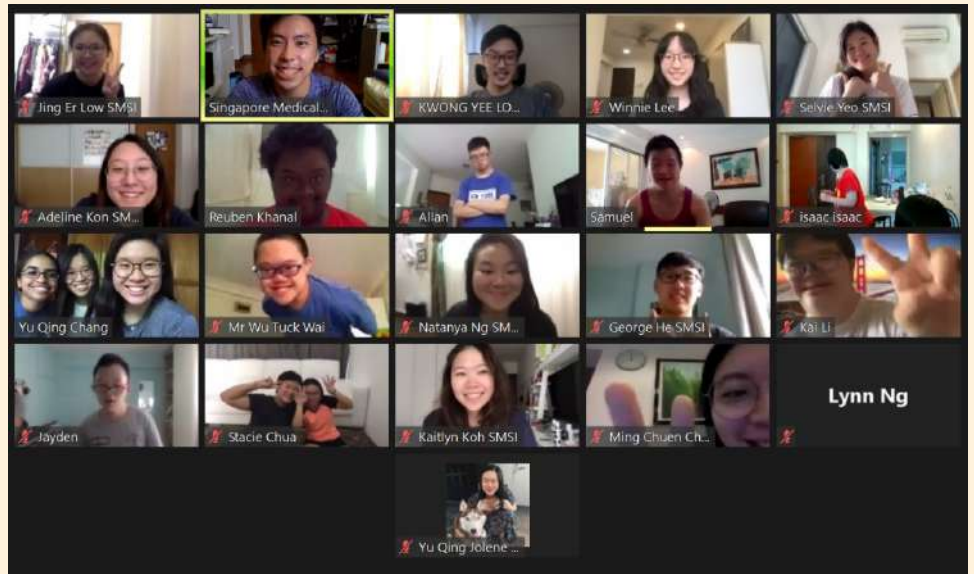 Jing Er Low SMSI
Singapore Medical...
KWONG YEE LO...
Winnie Lee
Selvie Yeo SMSI
Adeline Kon SM...
Reuben Khanal
Allan
Samuel
isaac isaac
Yu Qing Chang
Mr Wu Tuck Wai
Natanya Ng SM...
George He SMSI
Kai Li
Jayden
Stacie Chua
Kaitlyn Koh SMSI
Ming Chuen Ch...
Lynn Ng
Yu Qing Jolene ...